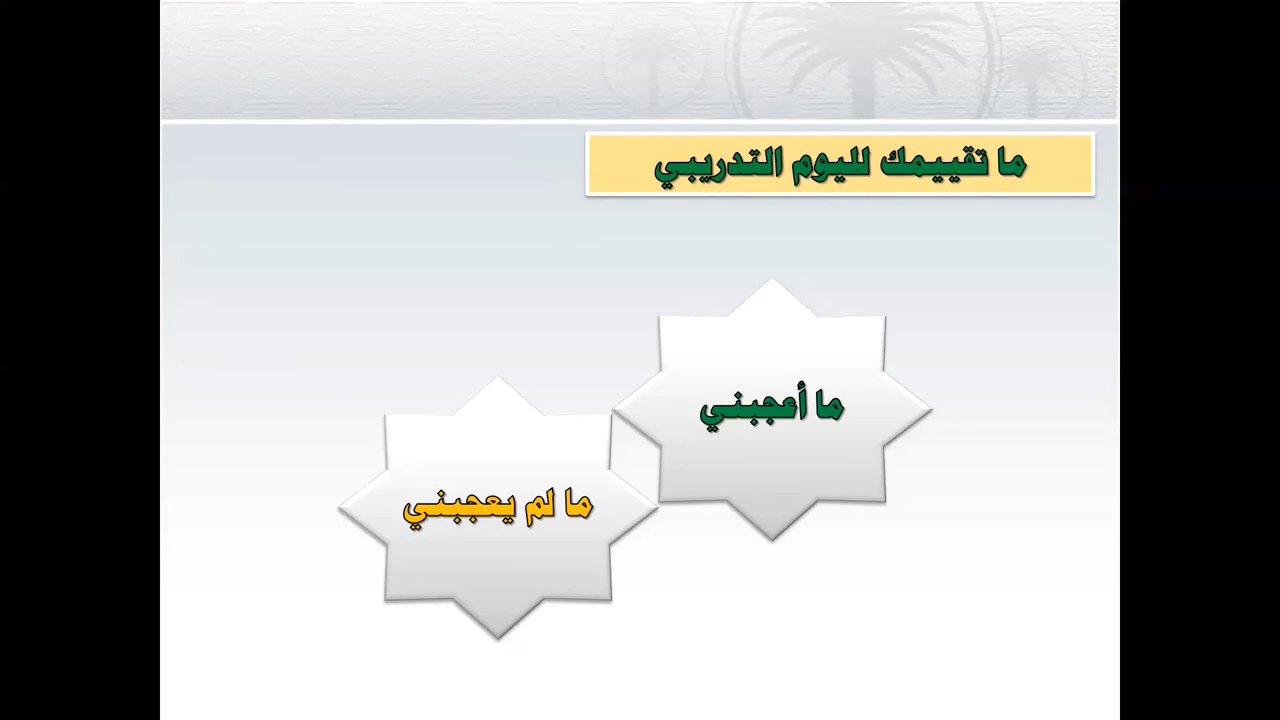 ما تقييمك لليوم التدريبي
ما أعجبني
ما لم يعجبني